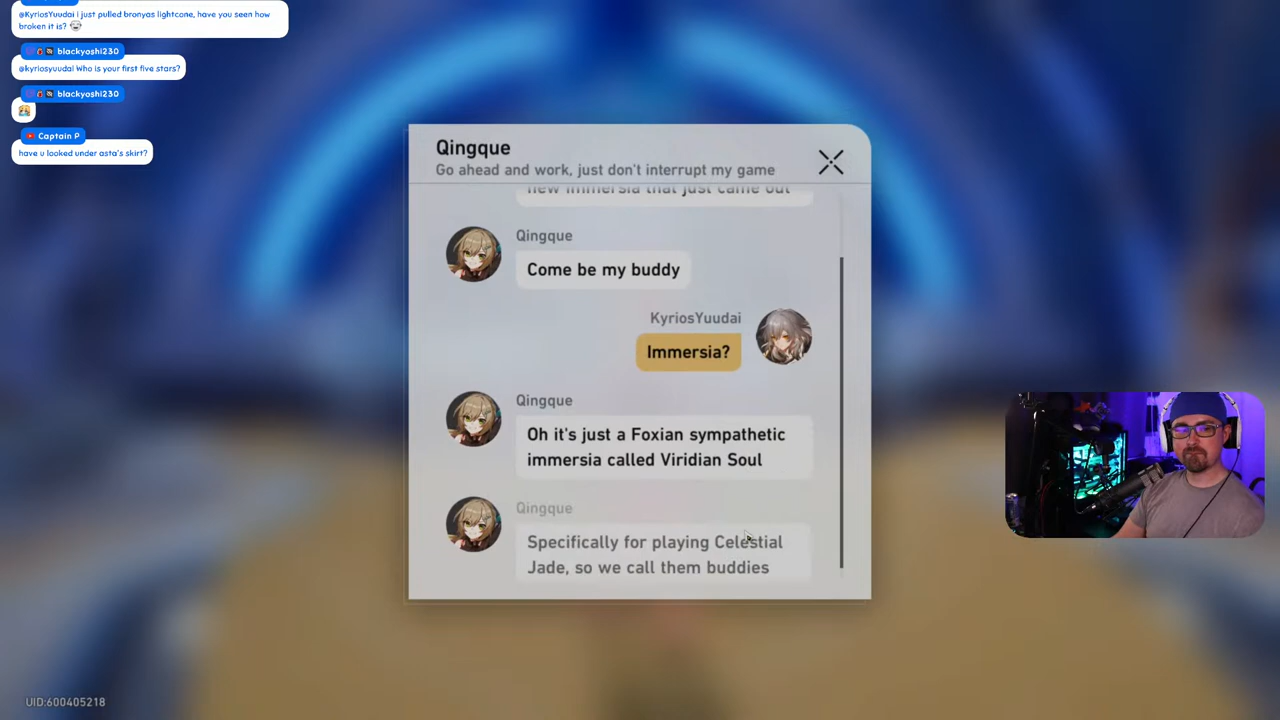 @KyriosYuudai i just pulled bronyas lightcone, have you seen how
broken it is?
blackyoshi230
@kyriosyuudai Who is your first five stars?
blackyoshi230
Captain P
have u looked under asta's skirt?
Qingque
Go ahead and work, just don't interrupt my game
new immersia that just came out
Qingque
Come be my buddy
KyriosYuudai
Immersia?
Qingque
Oh it's just a Foxian sympathetic
immersia called Viridian Soul
Qingque
Specifically for playing Celestial
Jade, so we call them buddies
UID:600405218